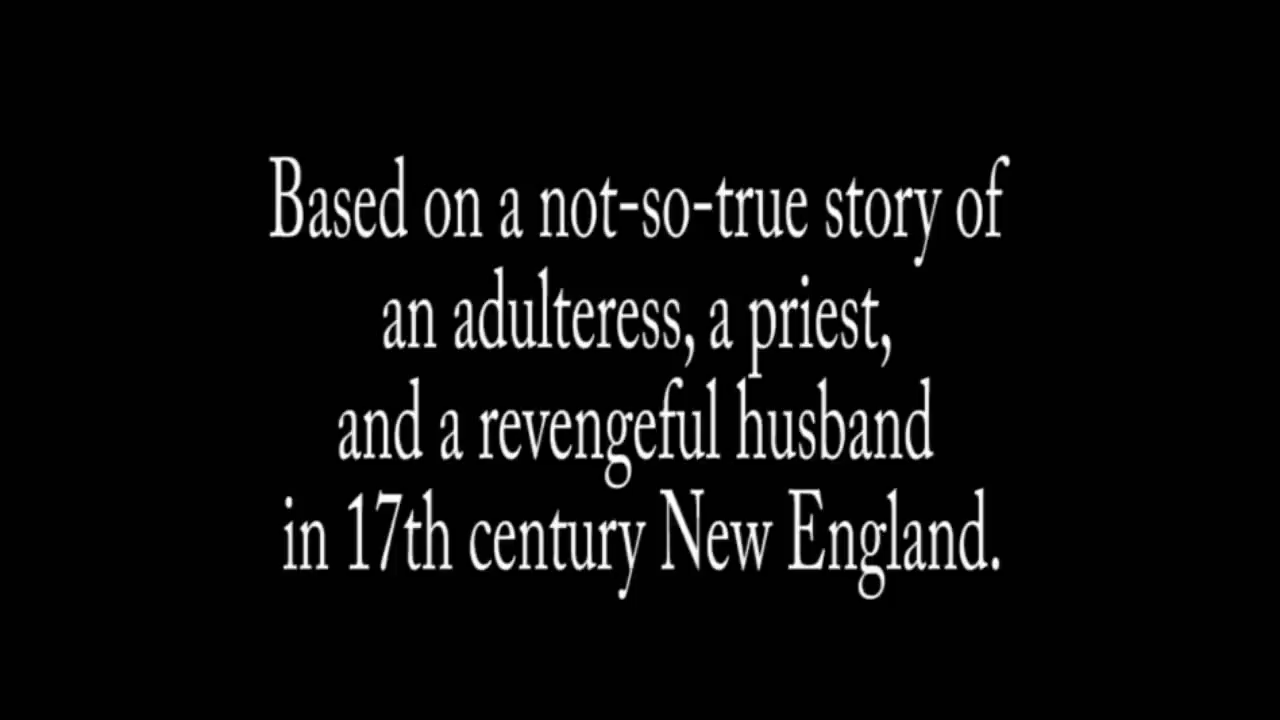 Based on a not-so-true story of
an adulteress, a priest,
and a revengeful husband
in 17th century New England.